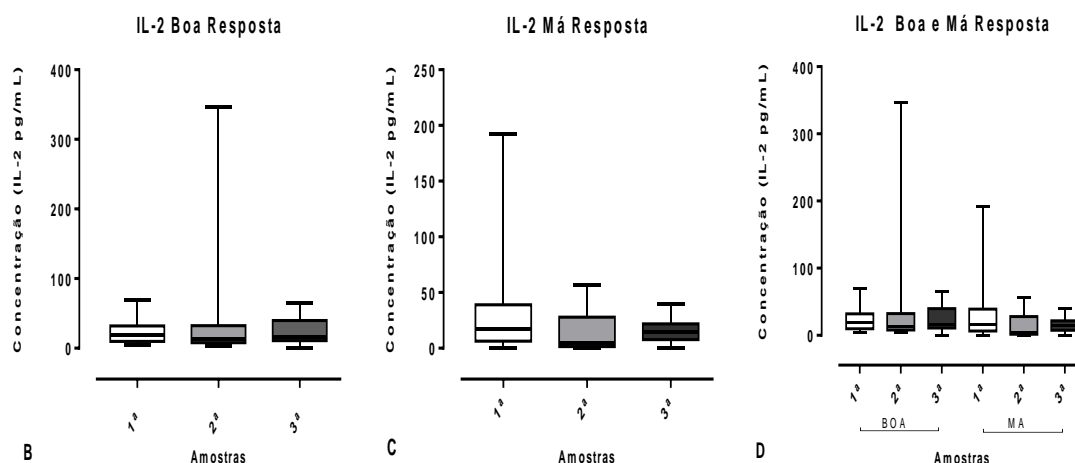 IL-2 Boa Resposta
Concentração (IL-2 pg/mL)
400
300
200
100
0
1ª
2ª
3ª
B
Amostras
IL-2 Má Resposta
Concentração (IL-2 pg/mL)
250
200
150
100
50
0
1ª
2ª
3ª
C
Amostras
IL-2 Boa e Má Resposta
Concentração (IL-2 pg/mL)
400
300
200
100
0
1ª
2ª
3ª
1ª
2ª
3ª
BOA
MA
D
Amostras